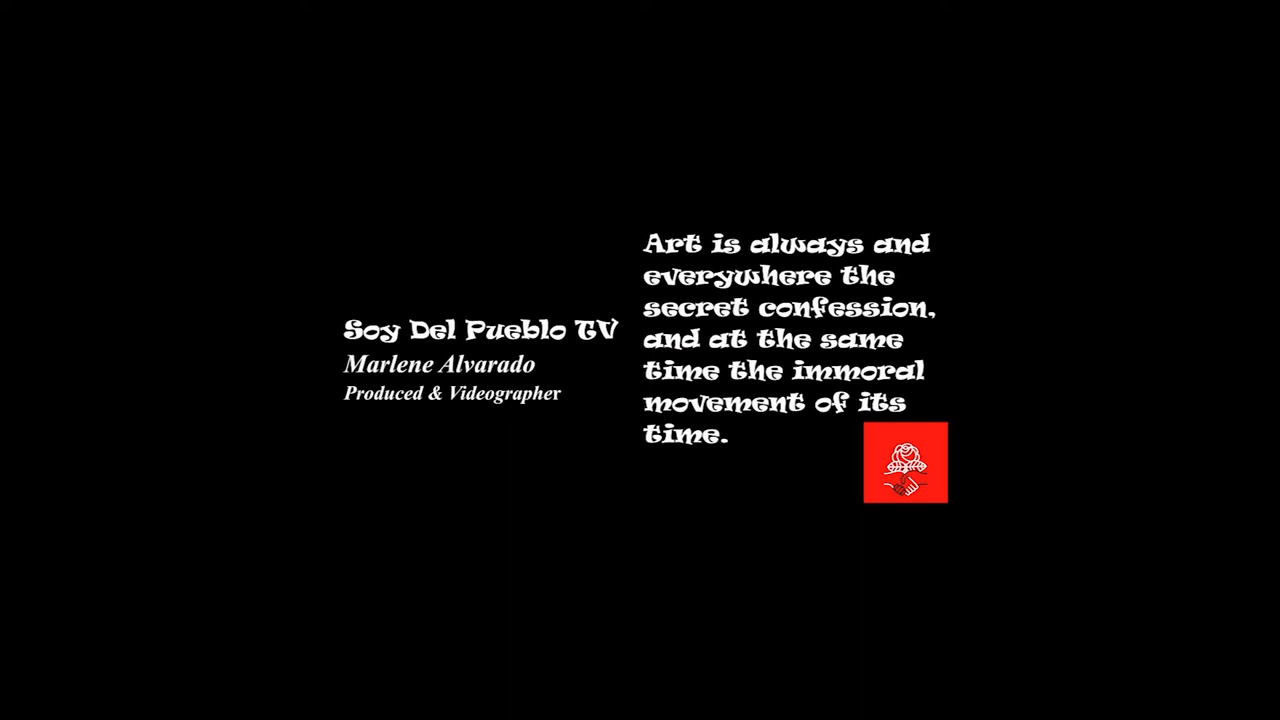 Soy Del Pueblo TV
Marlene Alvarado
Produced & Videographer
Art is always and
everywhere the
secret confession,
and at the same
time the immoral
movement of its
time.